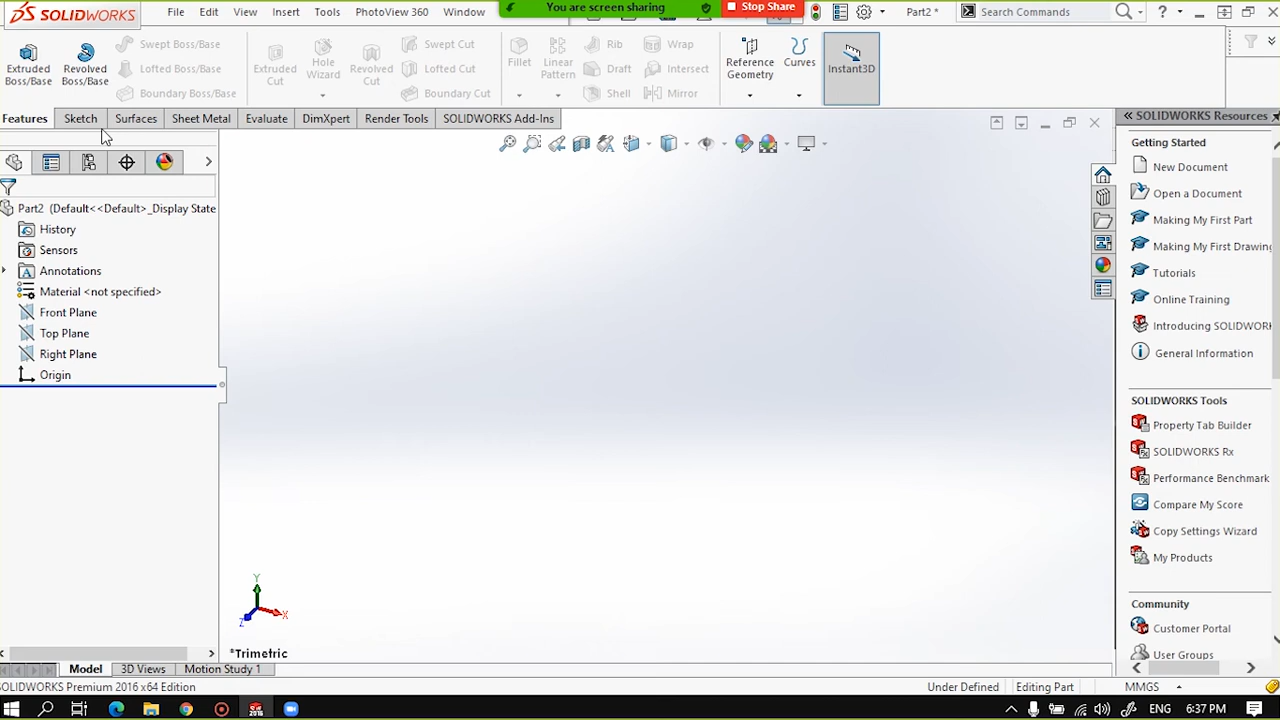 SOLIDWORKS File Edit View Insert Tools PhotoView 360 Window You are screen sharing Stop Share Part2 * Search Commands ?
Extruded Boss/Base
Revolved Boss/Base
Swept Boss/Base
Lofted Boss/Base
Boundary Boss/Base
Extruded Cut
Hole Wizard
Revolved Cut
Swept Cut
Lofted Cut
Boundary Cut
Fillet
Linear Pattern
Rib
Draft
Shell
Wrap
Intersect
Mirror
Reference Geometry
Curves
Instant3D
Features Sketch Surfaces Sheet Metal Evaluate DimXpert Render Tools SOLIDWORKS Add-Ins
Part2 (Default<<Default>_Display State
History
Sensors
Annotations
Material <not specified>
Front Plane
Top Plane
Right Plane
Origin
Y
X
Z
*Trimetric
SOLIDWORKS Resources
Getting Started
New Document
Open a Document
Making My First Part
Making My First Drawing
Tutorials
Online Training
Introducing SOLIDWORK
General Information
SOLIDWORKS Tools
Property Tab Builder
SOLIDWORKS Rx
Performance Benchmark
Compare My Score
Copy Settings Wizard
My Products
Community
Customer Portal
User Groups
Model 3D Views Motion Study 1
SOLIDWORKS Premium 2016 x64 Edition Under Defined Editing Part MMGS
2016 ENG 6:37 PM